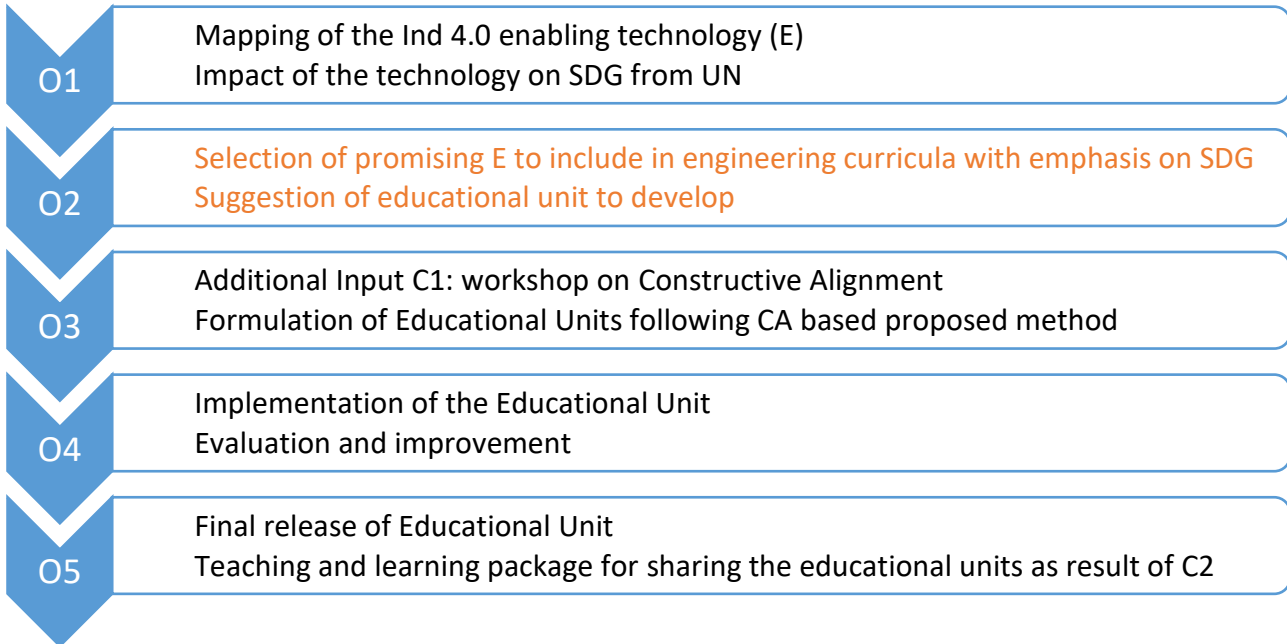 O1
Mapping of the Ind 4.0 enabling technology (E)
Impact of the technology on SDG from UN
O2
Selection of promising E to include in engineering curricula with emphasis on SDG
Suggestion of educational unit to develop
O3
Additional Input C1: workshop on Constructive Alignment
Formulation of Educational Units following CA based proposed method
O4
Implementation of the Educational Unit
Evaluation and improvement
O5
Final release of Educational Unit
Teaching and learning package for sharing the educational units as result of C2